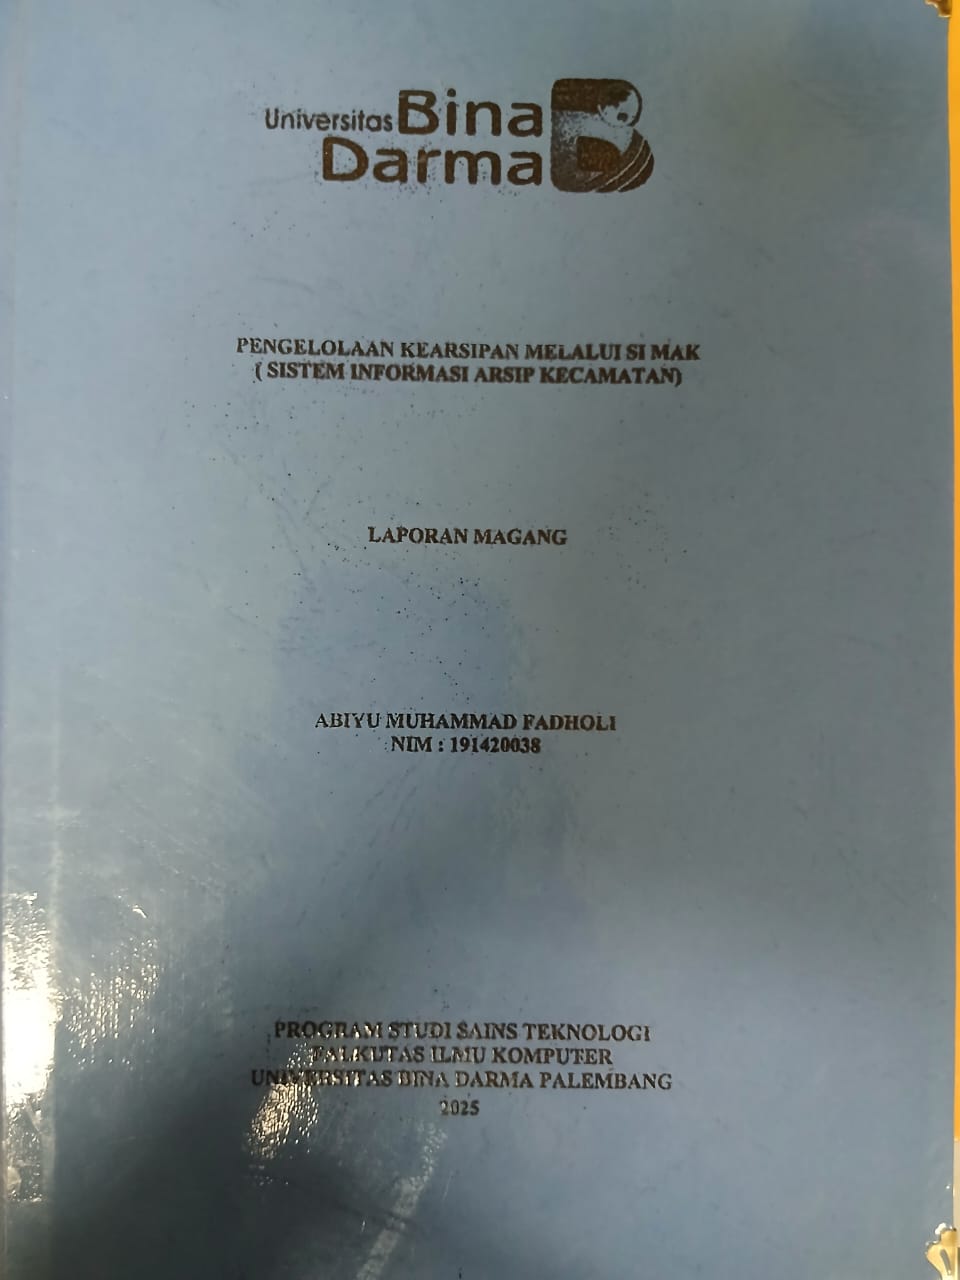 Universitas Bina
Darma
PENGELOLAAN KEARSIPAN MELALUI SI MAK
( SISTEM INFORMASI ARSIP KECAMATAN)
LAPORAN MAGANG
ABIYU MUHAMMAD FADHOLI
NIM : 191420038
PROGRAM STUDI SAINS TEKNOLOGI
FALKUTAS ILMU KOMPUTER
UNIVERSITAS BINA DARMA PALEMBANG
2025